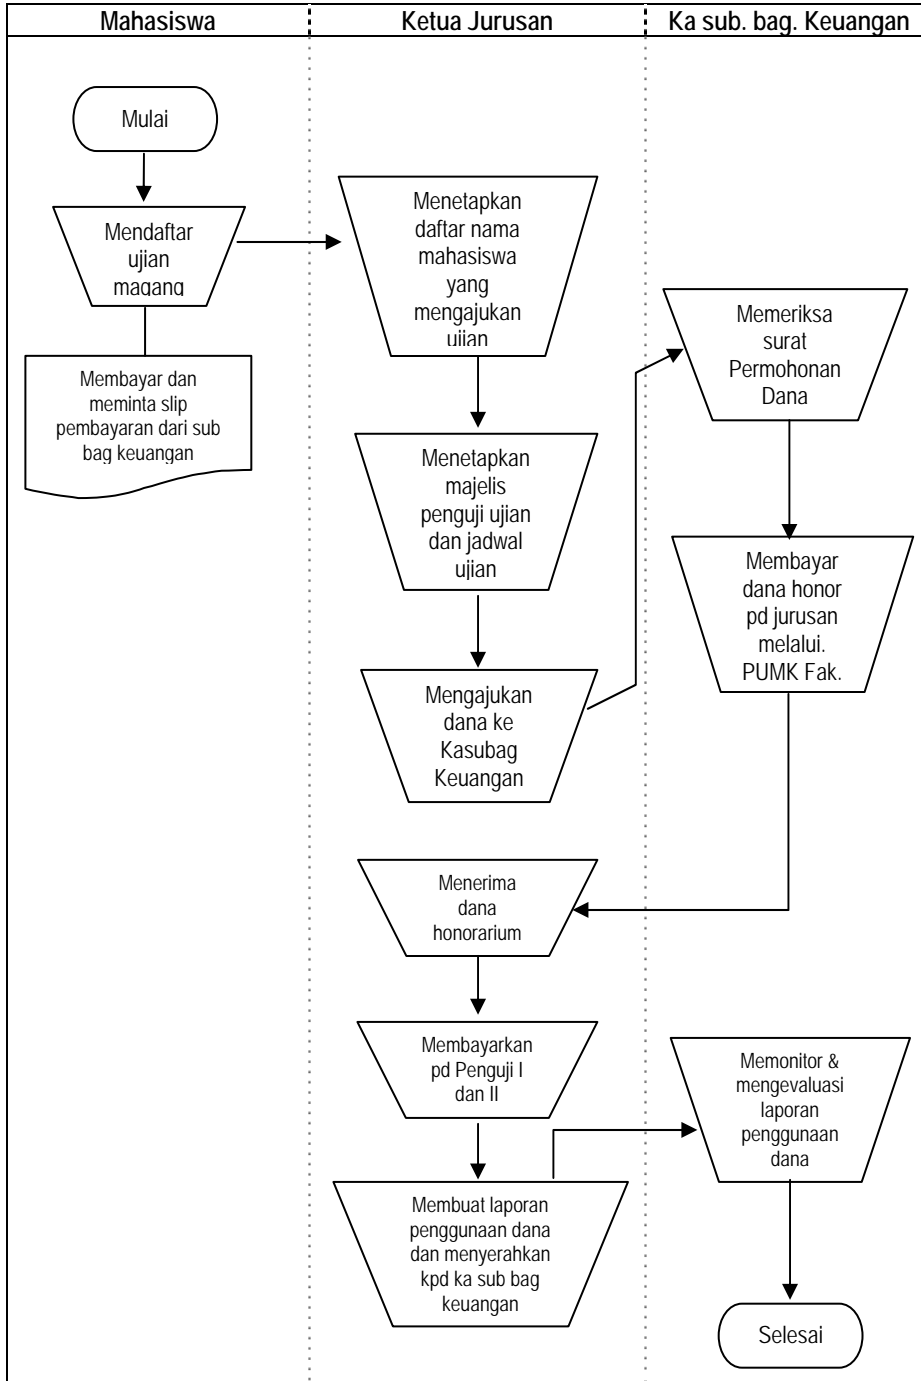 Mahasiswa
Ketua Jurusan
Ka sub. bag. Keuangan
Mulai
Mendaftar
ujian
magang
Membayar dan
meminta slip
pembayaran dari sub
bag keuangan
Menetapkan
daftar nama
mahasiswa
yang
mengajukan
ujian
Menetapkan
majelis
penguji ujian
dan jadwal
ujian
Mengajukan
dana ke
Kasubag
Keuangan
Memeriksa
surat
Permohonan
Dana
Membayar
dana honor
pd jurusan
melalui.
PUMK Fak.
Menerima
dana
honorarium
Membayarkan
pd Penguji I
dan II
Membuat laporan
penggunaan dana
dan menyerahkan
kpd ka sub bag
keuangan
Memonitor &
mengevaluasi
laporan
penggunaan
dana
Selesai